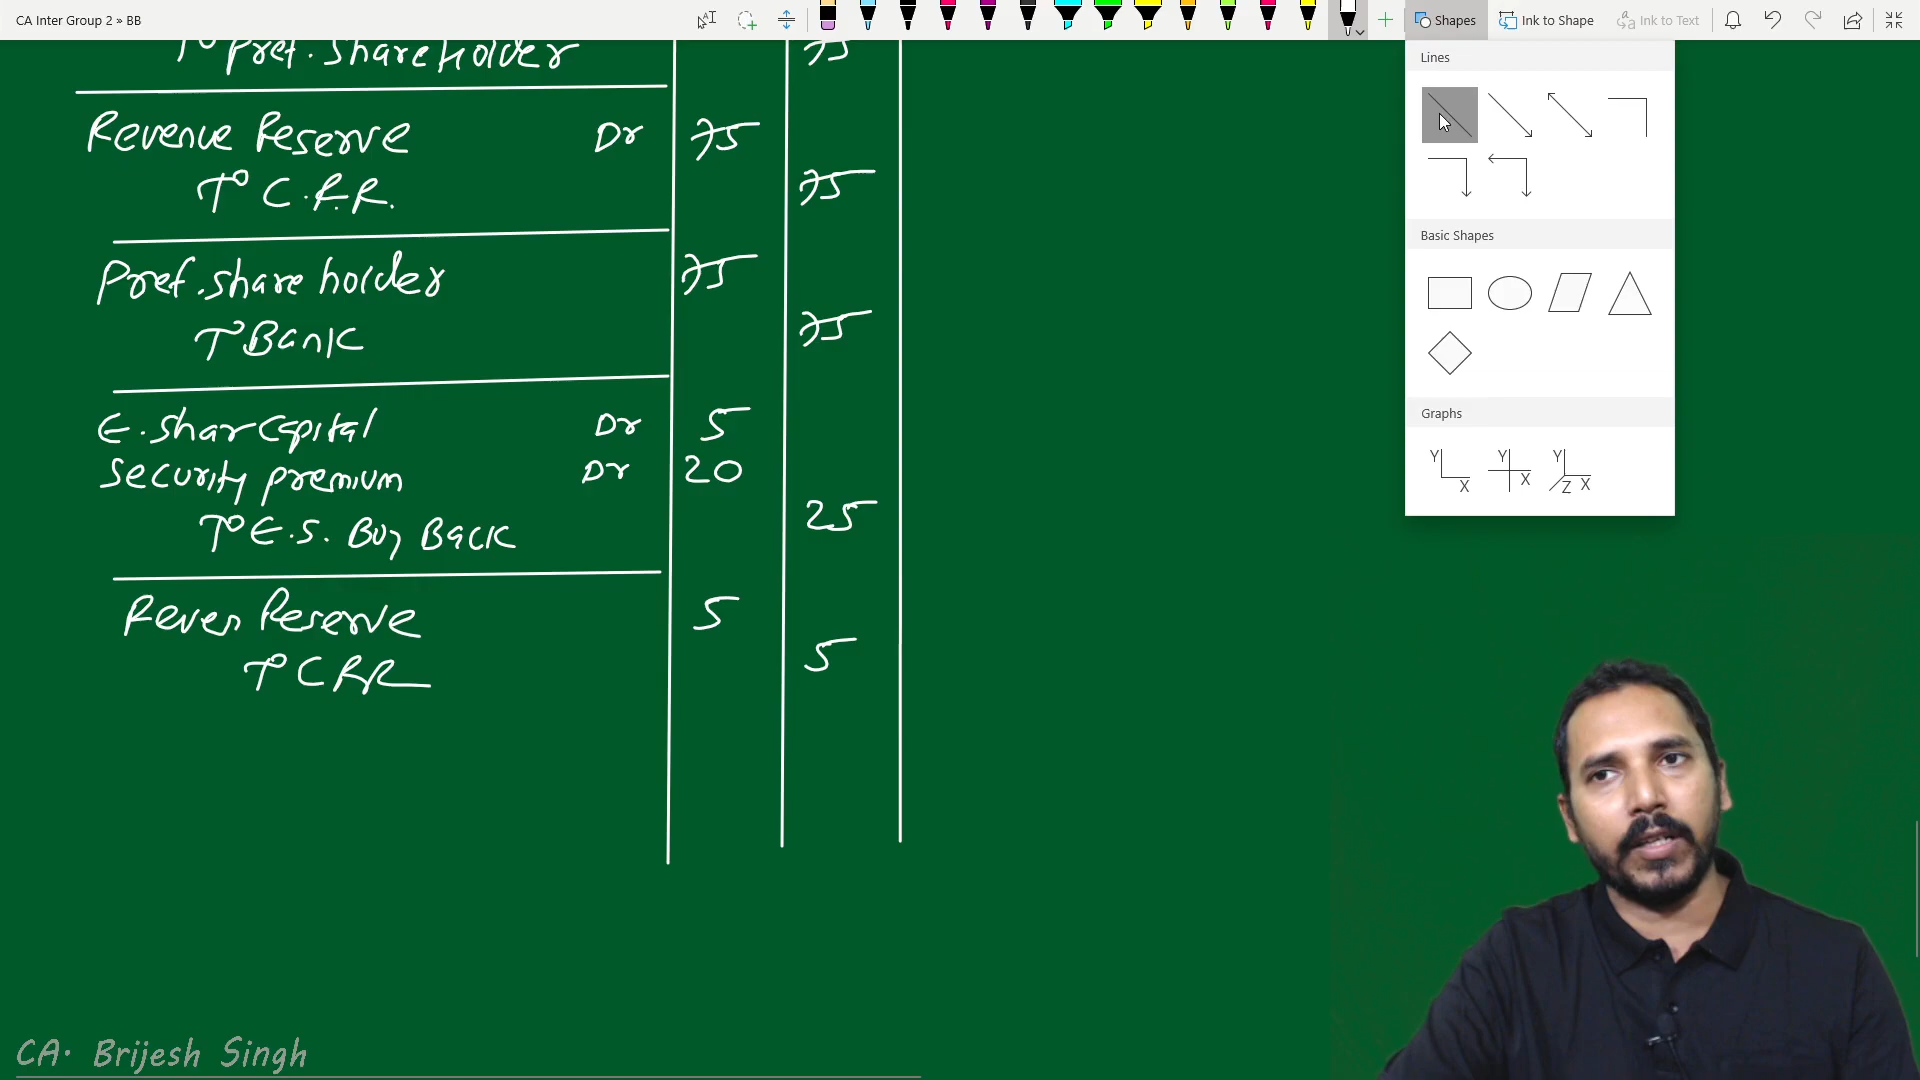 CA Inter Group 2 » BB
Shapes
Ink to Shape
Ink to Text
Lines
Basic Shapes
Graphs
Y X
Y X
Y Z X
To Pref. Share Holder 75
Revenue Reserve Dr 75
To C.R.R. 75
Pref. share holder 75
To Bank 75
E. Shar Capital Dr 5
Security premium Dr 20
To E.S. Buy Back 25
Reven Reserve 5
To CRR 5
CA. Brijesh Singh